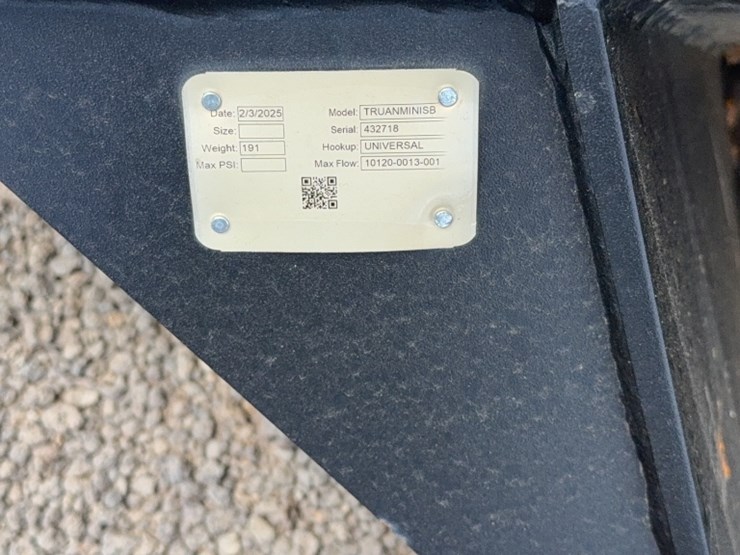 Date: 2/3/2025 Model: TRUANMINISB
Size: Serial: 432718
Weight: 191 Hookup: UNIVERSAL
Max PSI: Max Flow: 10120-0013-001